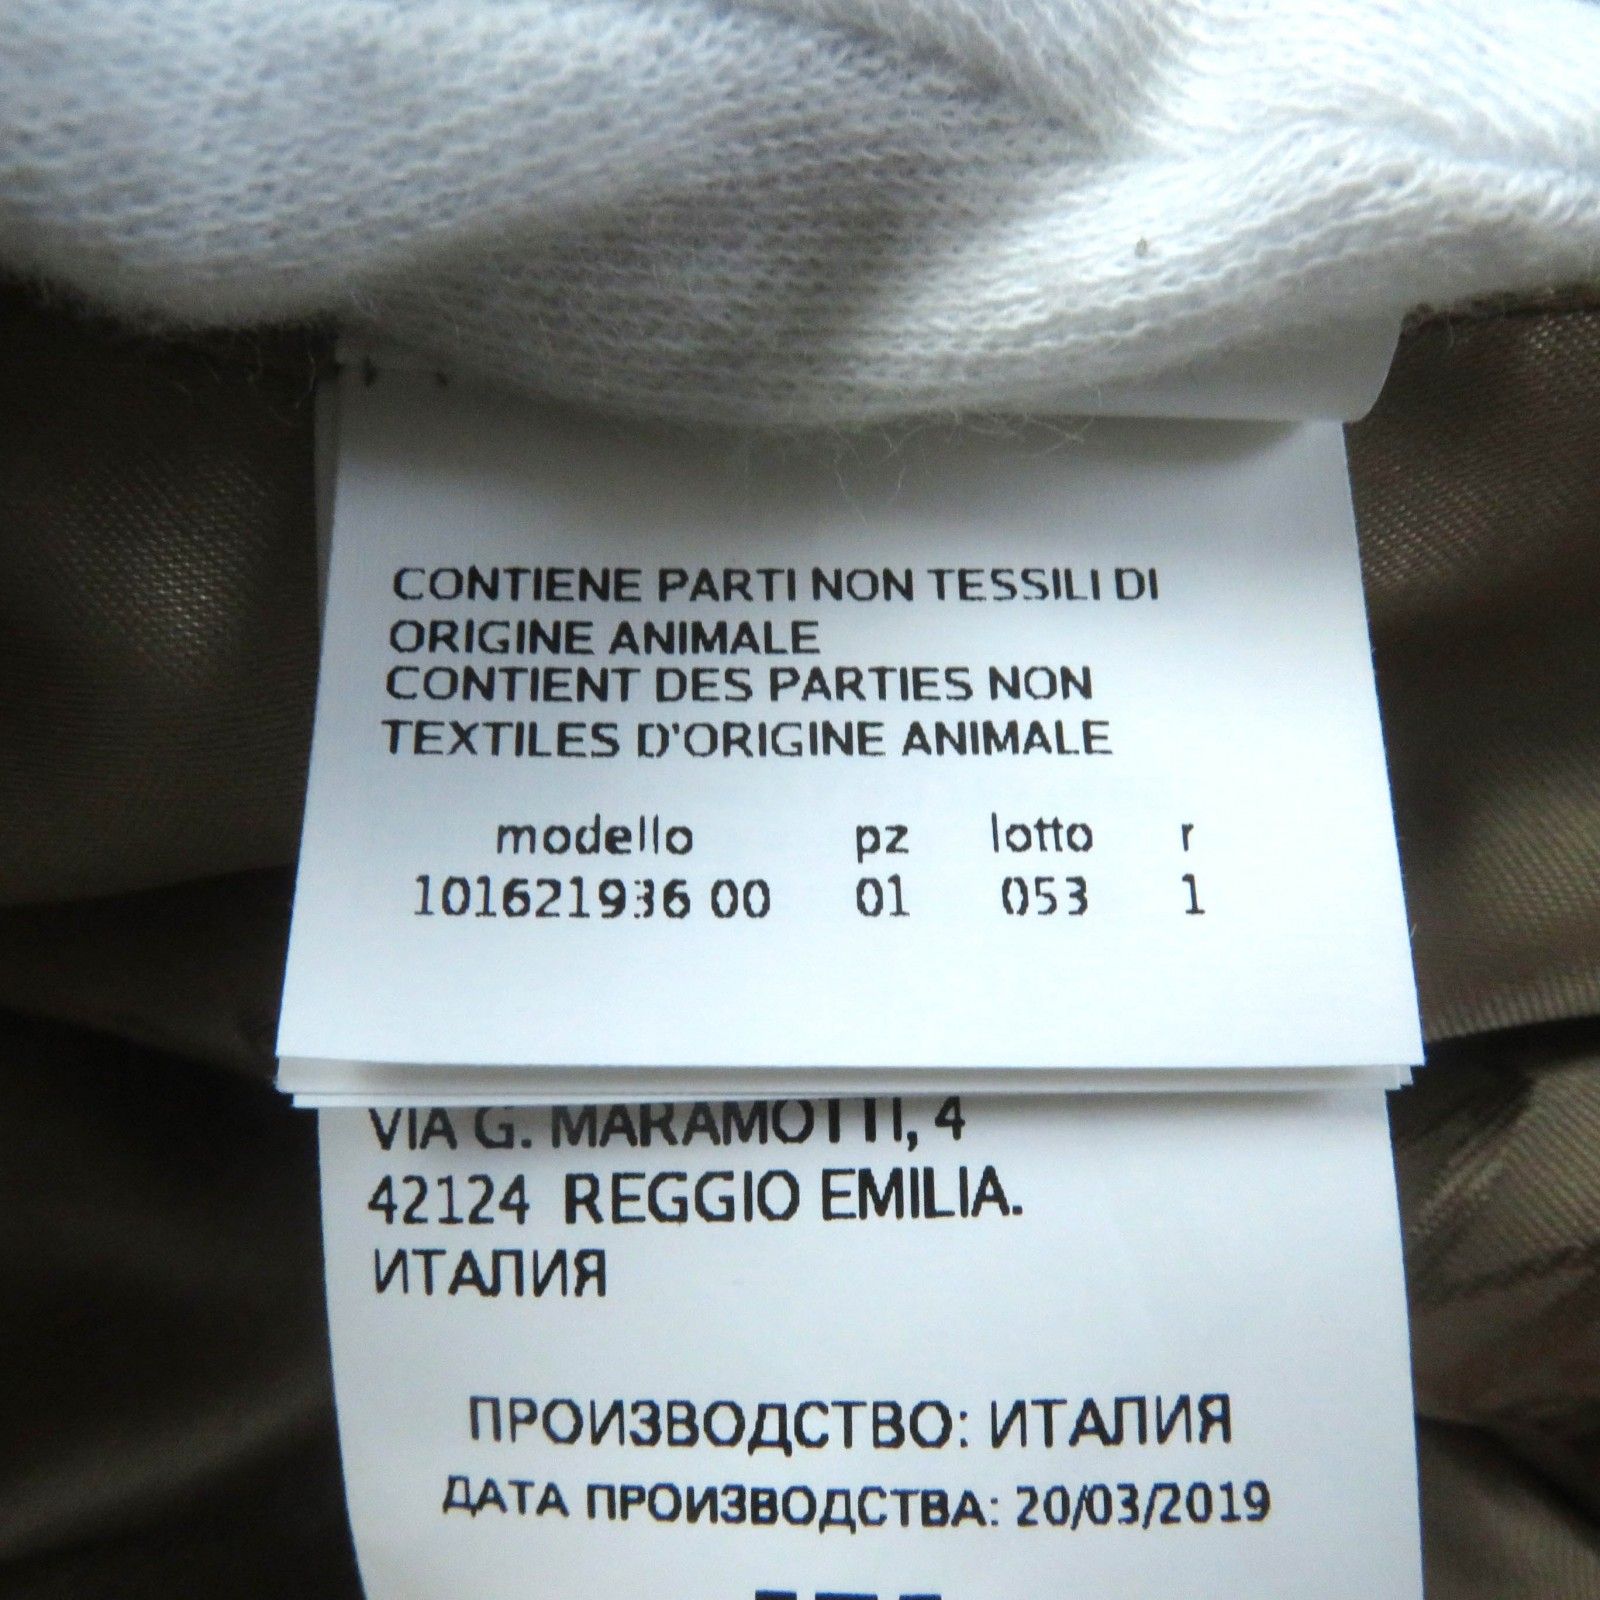 CONTIENE PARTI NON TESSILI DI
ORIGINE ANIMALE
CONTIENT DES PARTIES NON
TEXTILES D'ORIGINE ANIMALE
modello pz lotto r
101621936 00 01 053 1
VIA G. MARAMOTTI, 4
42124 REGGIO EMILIA.
ИТАЛИЯ
ПРОИЗВОДСТВО: ИТАЛИЯ
ДАТА ПРОИЗВОДСТВА: 20/03/2019